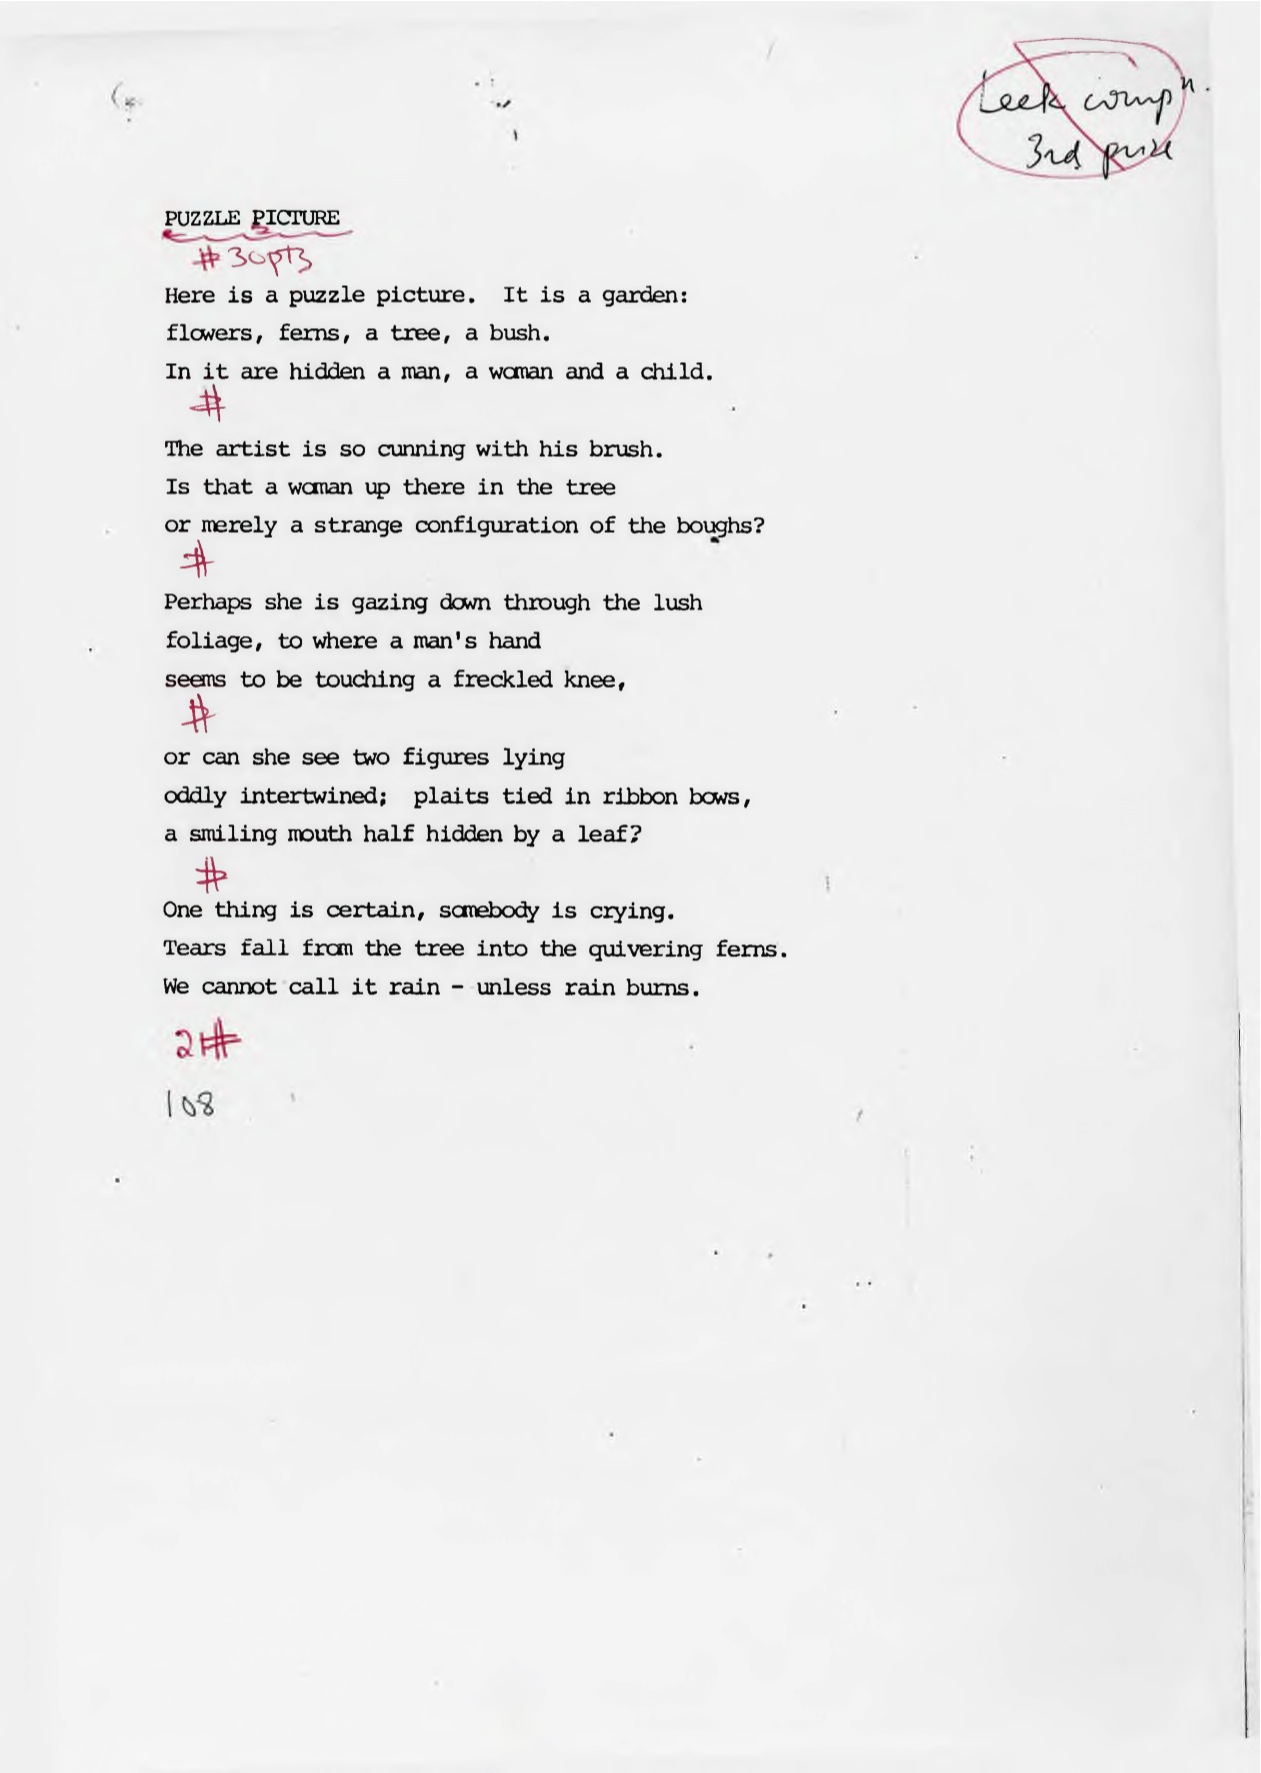 Leek compn.
3rd prize
PUZZLE PICTURE
# 30pts
Here is a puzzle picture.  It is a garden:
flowers, ferns, a tree, a bush.
In it are hidden a man, a woman and a child.
#
The artist is so cunning with his brush.
Is that a woman up there in the tree
or merely a strange configuration of the boughs?
#
Perhaps she is gazing down through the lush
foliage, to where a man's hand
seems to be touching a freckled knee,
#
or can she see two figures lying
oddly intertwined;  plaits tied in ribbon bows,
a smiling mouth half hidden by a leaf?
#
One thing is certain, somebody is crying.
Tears fall from the tree into the quivering ferns.
We cannot call it rain - unless rain burns.
2#
108